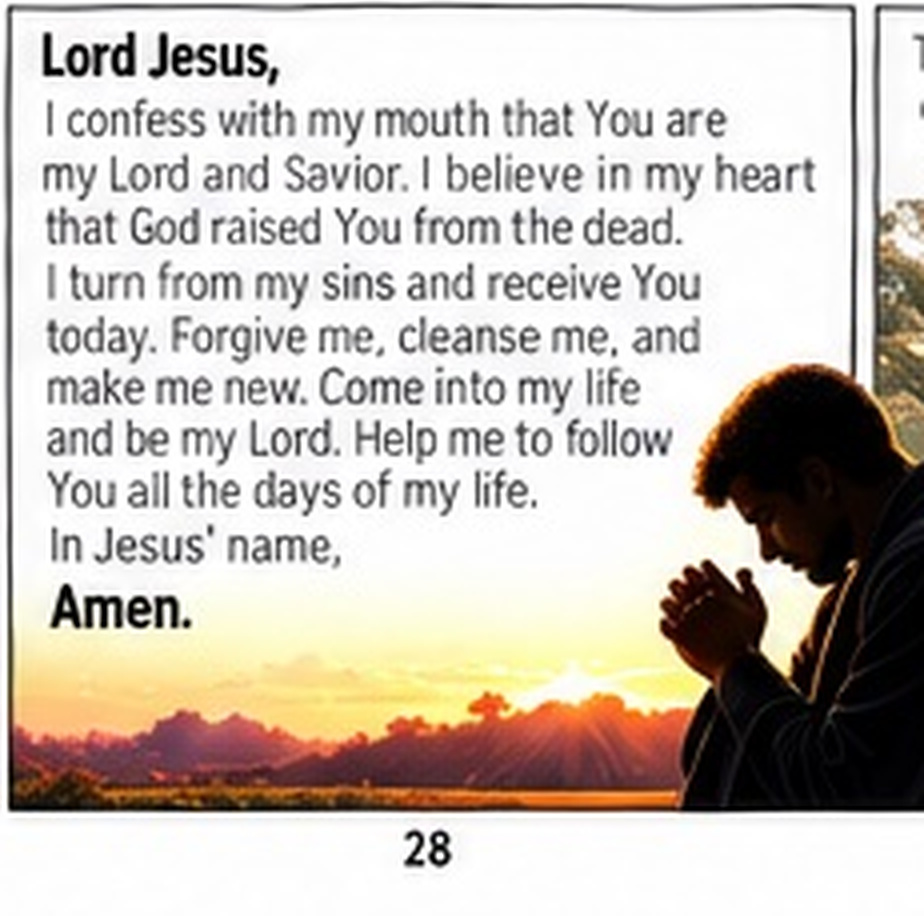 Lord Jesus,
I confess with my mouth that You are
my Lord and Savior. I believe in my heart
that God raised You from the dead.
I turn from my sins and receive You
today. Forgive me, cleanse me, and
make me new. Come into my life
and be my Lord. Help me to follow
You all the days of my life.
In Jesus' name,
Amen.
28